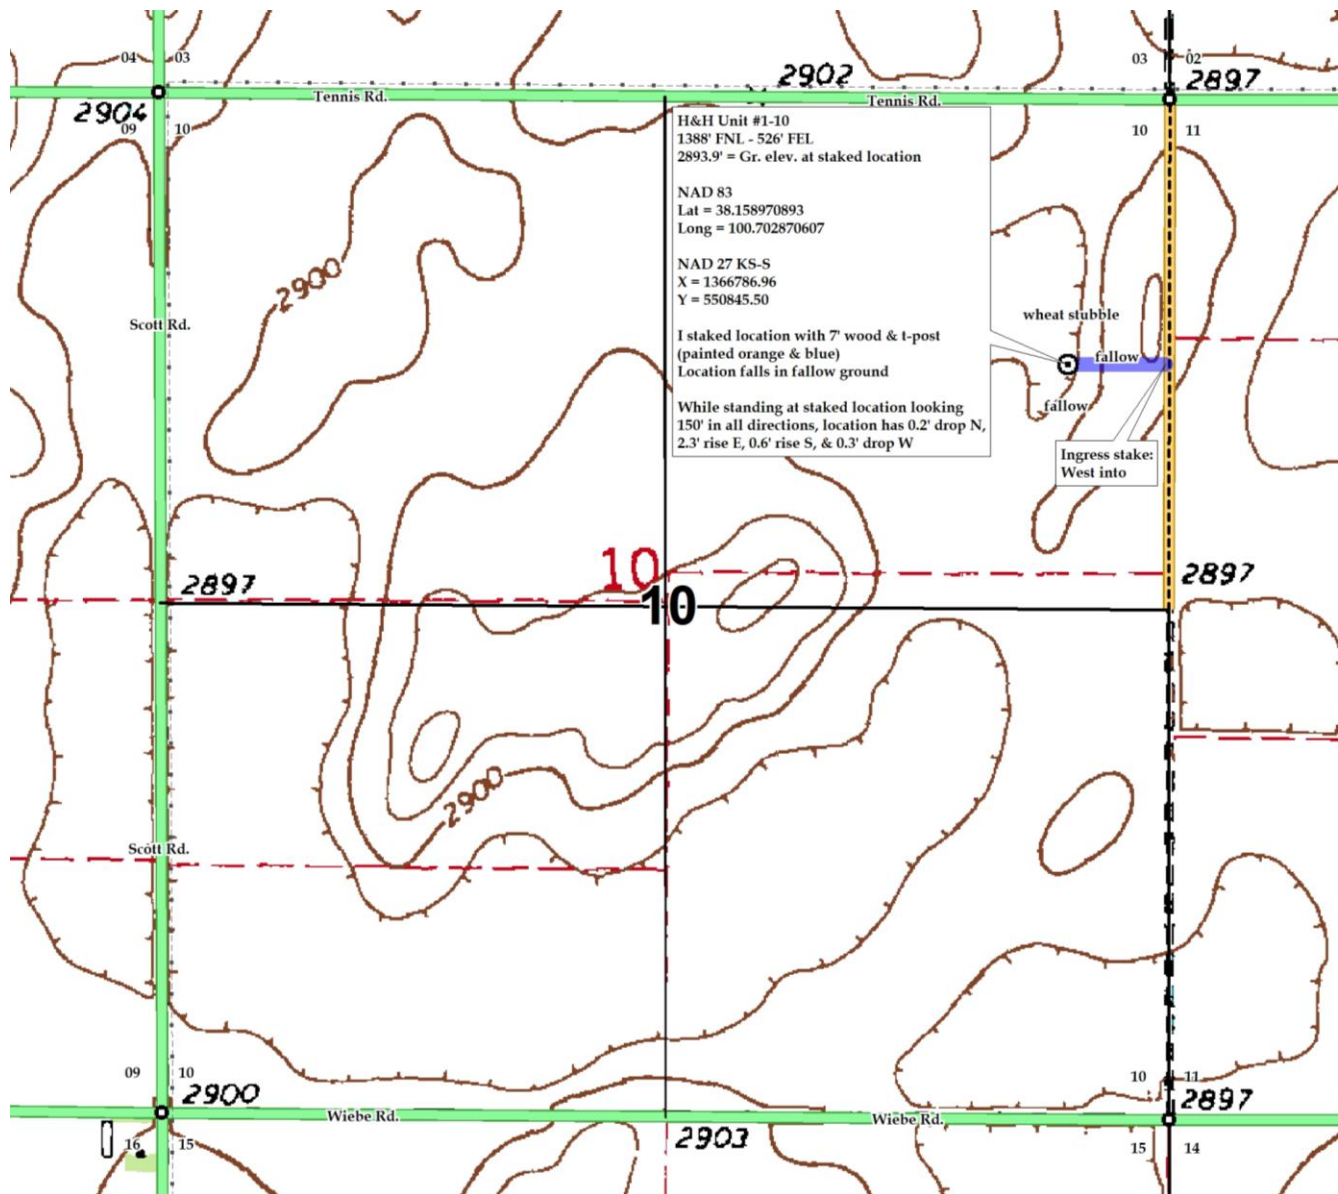 04 03
03 02
2902
2897
Tennis Rd.
Tennis Rd.
2904
09 10
10 11
H&H Unit #1-10
1388' FNL - 526' FEL
2893.9' = Gr. elev. at staked location
NAD 83
Lat = 38.158970893
Long = 100.702870607
NAD 27 KS-S
X = 1366786.96
Y = 550845.50
I staked location with 7' wood & t-post
(painted orange & blue)
Location falls in fallow ground
While standing at staked location looking
150' in all directions, location has 0.2' drop N,
2.3' rise E, 0.6' rise S, & 0.3' drop W
2900
Scott Rd.
wheat stubble
fallow
fallow
Ingress stake:
West into
10
2897
2897
10
2900
Scott Rd.
09 10
10 11
2900
2897
Wiebe Rd.
Wiebe Rd.
2903
16 15
15 14